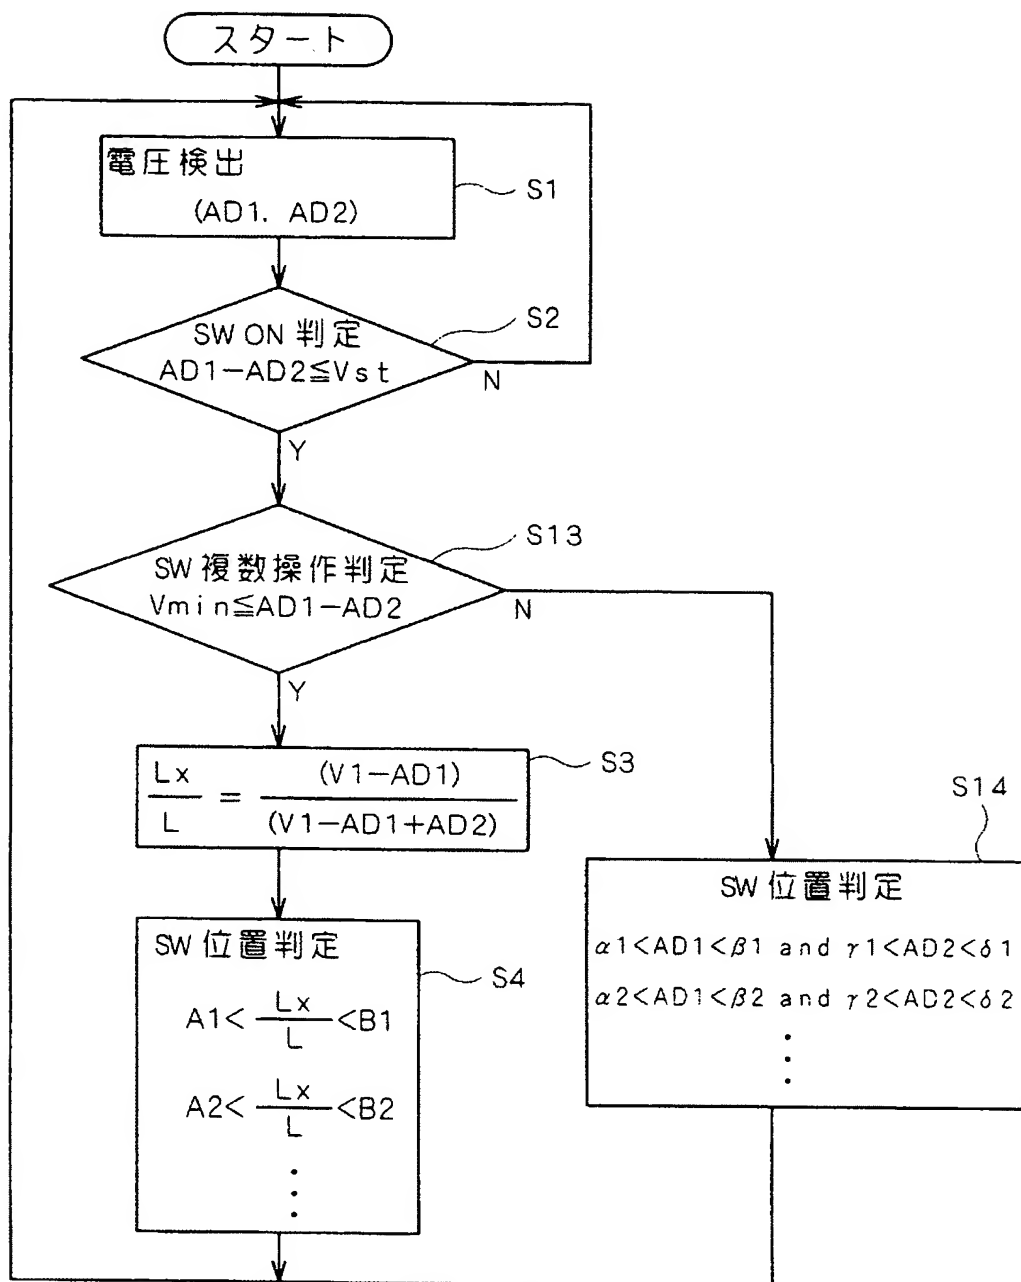 スタート
電圧検出
(AD1. AD2)
S1
SW ON 判定
AD1−AD2≦Vst
S2
N
Y
SW 複数操作判定
Vmin≦AD1−AD2
S13
N
Y
Lx
L
=
(V1−AD1)
(V1−AD1+AD2)
S3
SW 位置判定
A1< Lx/L <B1
A2< Lx/L <B2
S4
S14
SW 位置判定
α1<AD1<β1 and γ1<AD2<δ1
α2<AD1<β2 and γ2<AD2<δ2